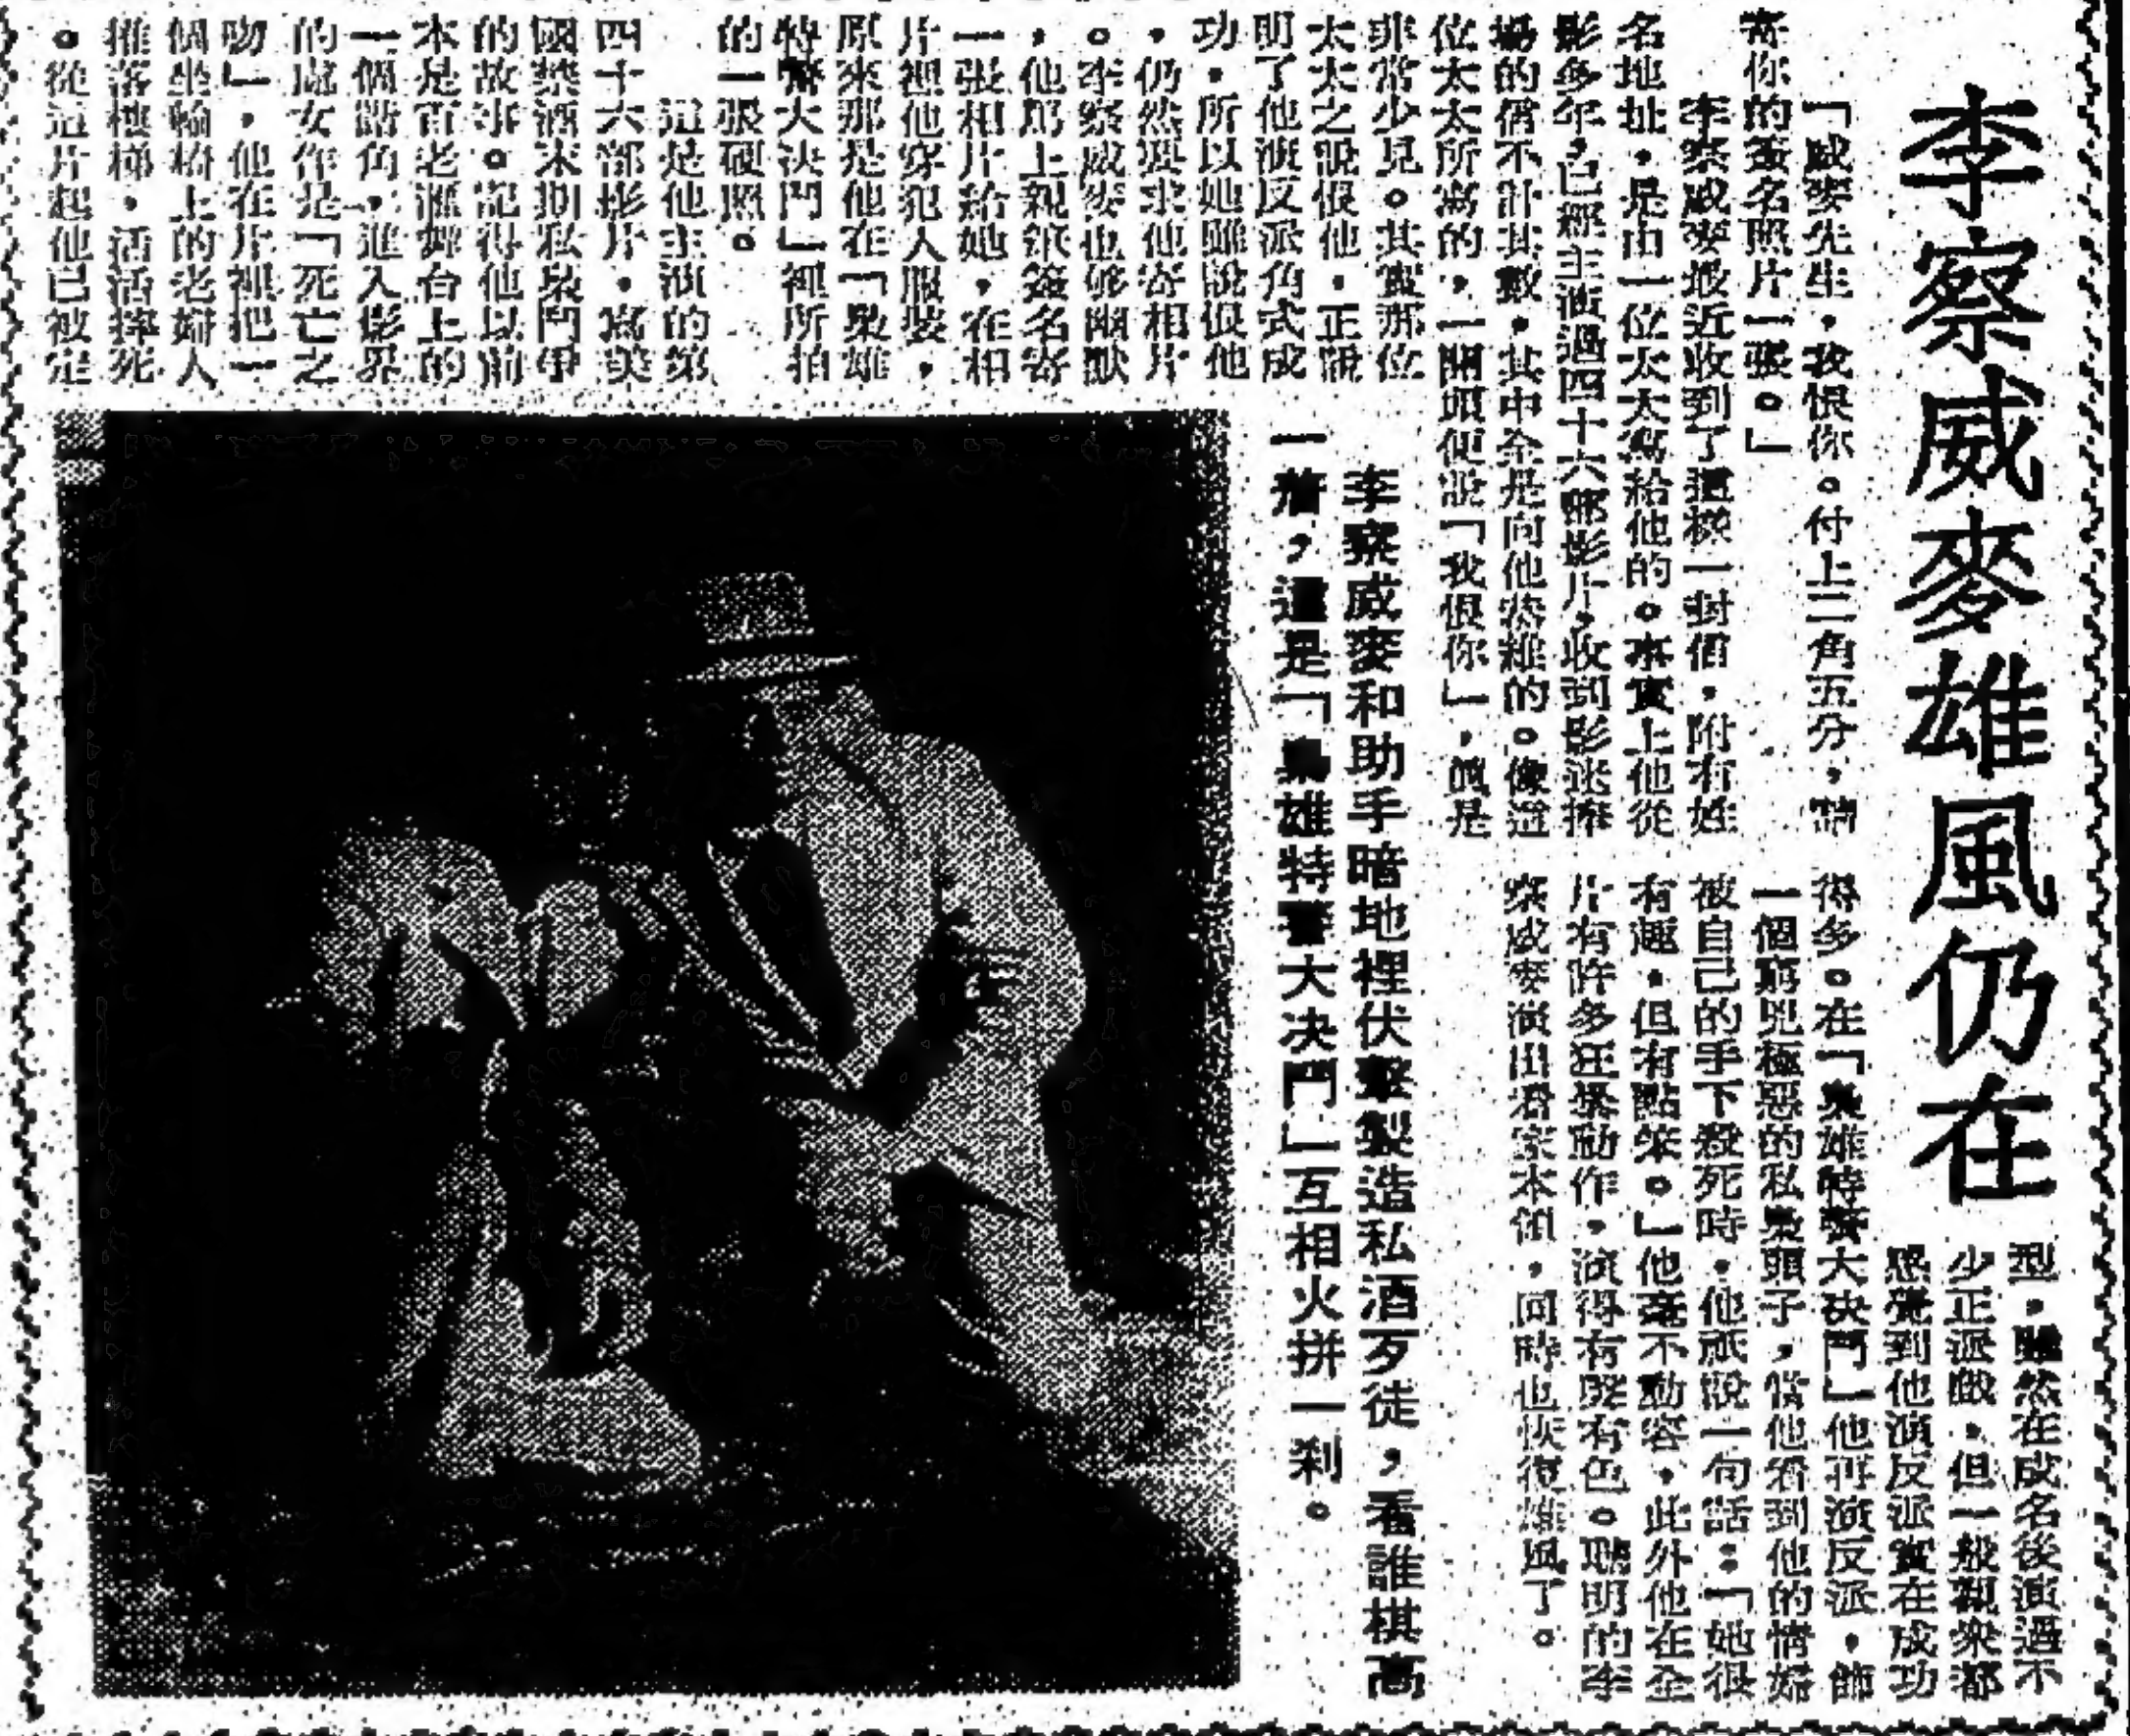 李察威麥雄風仍在
「威麥先生，我恨你。付上二角五分，請
寄你的簽名照片一張。」
李察威麥最近收到了這樣一封信，附有姓
名地址，是由一位太太寫給他的。事實上他從
影多年，已經主演過四十六部影片，收到影迷捧
場的信不計其數，其中全是向他恭維的。像這
位太太所寫的，一開頭便說「我恨你」，真是
非常少見。其實那位
太太之說恨他，正說
明了他演反派角式成
功，所以她雖說恨他
，仍然要求他寄相片
。李察威麥也够幽默
，他馬上親筆簽名寄
一張相片給她，在相
片裡他穿犯人服裝，
原來那是他在「梟雄
特警大決鬥」裡所拍
的一張硬照。
這是他主演的第
四十六部影片，寫美
國禁酒末期私梟鬥爭
的故事。記得他以前
本是百老滙舞台上的
一個諧角，進入影界
的處女作是「死亡之
吻」，他在片裡把一
個坐輪椅上的老婦人
推落樓梯，活活摔死
。從這片起他已被定
型，雖然在成名後演過不
少正派戲，但一般觀眾都
感覺到他演反派實在成功
得多。在「梟雄特警大決鬥」他再演反派，飾
一個窮兇極惡的私梟頭子，當他看到他的情婦
被自己的手下殺死時，他祇說一句話：「她很
有趣，但有點笨。」他毫不動容，此外他在全
片有許多狂暴動作，演得有聲有色。聰明的李
察威麥演出看家本領，同時也恢復雄風了。
李察威麥和助手暗地裡伏擊製造私酒歹徒，看誰棋高
一着，這是「梟雄特警大決鬥」互相火拼一剎。